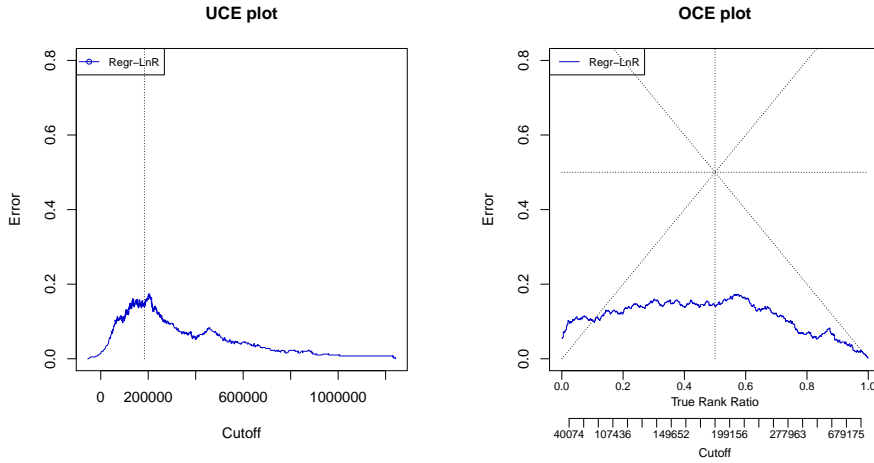 UCE plot
Regr-LnR
Error
0.0 0.2 0.4 0.6 0.8
0 200000 600000 1000000
Cutoff
OCE plot
Regr-LnR
Error
0.0 0.2 0.4 0.6 0.8
0.0 0.2 0.4 0.6 0.8 1.0
True Rank Ratio
40074 107436 149652 199156 277963 679175
Cutoff